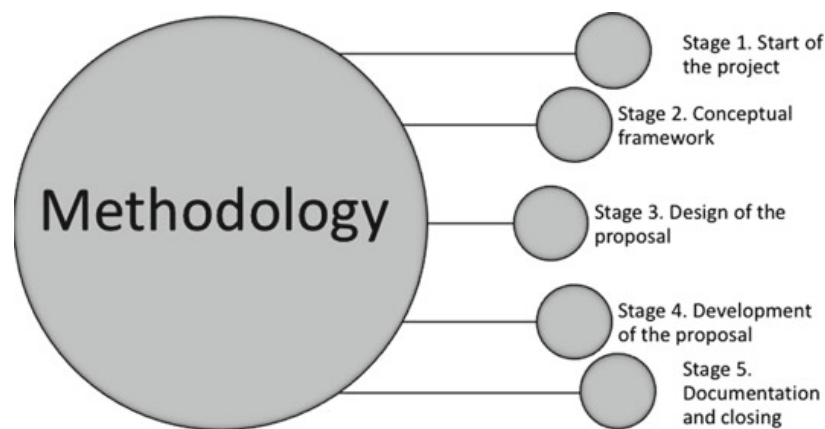 Methodology
Stage 1. Start of
the project
Stage 2. Conceptual
framework
Stage 3. Design of the
proposal
Stage 4. Development
of the proposal
Stage 5.
Documentation
and closing